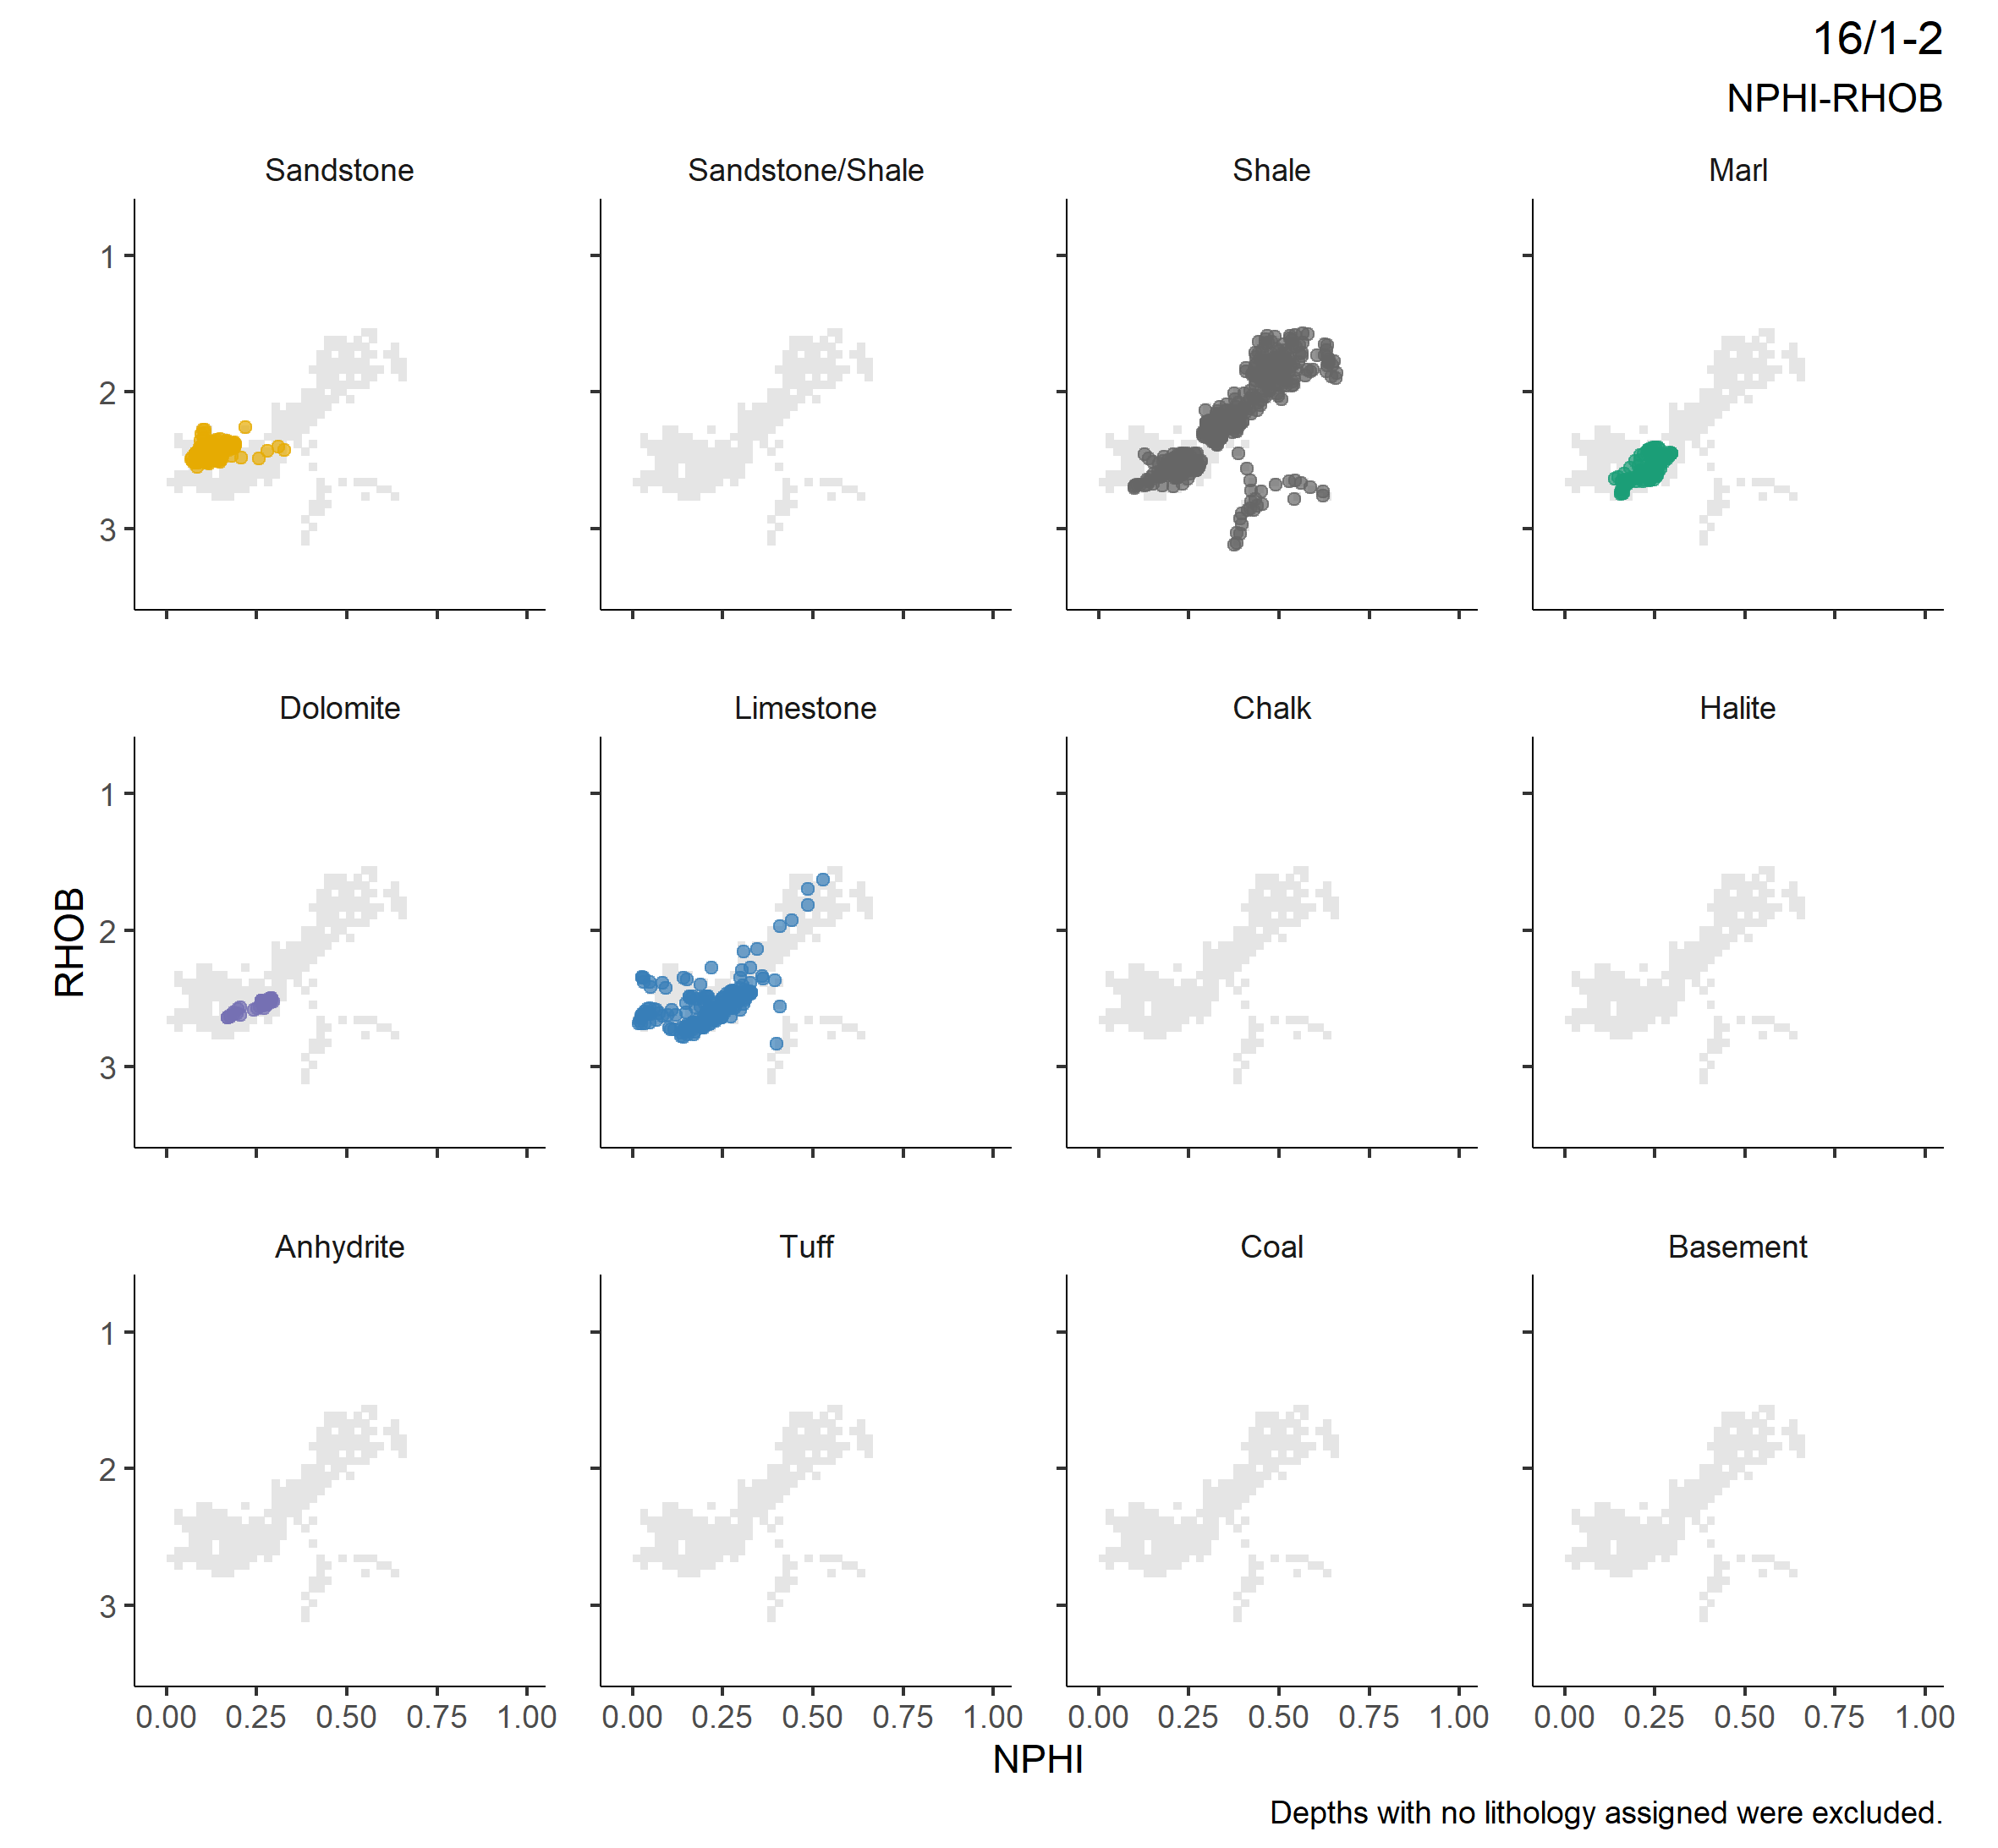 16/1-2
NPHI-RHOB
Sandstone Sandstone/Shale Shale Marl
1
2
3
Dolomite Limestone Chalk Halite
RHOB
1
2
3
Anhydrite Tuff Coal Basement
1
2
3
0.00 0.25 0.50 0.75 1.00 0.00 0.25 0.50 0.75 1.00 0.00 0.25 0.50 0.75 1.00 0.00 0.25 0.50 0.75 1.00
NPHI
Depths with no lithology assigned were excluded.